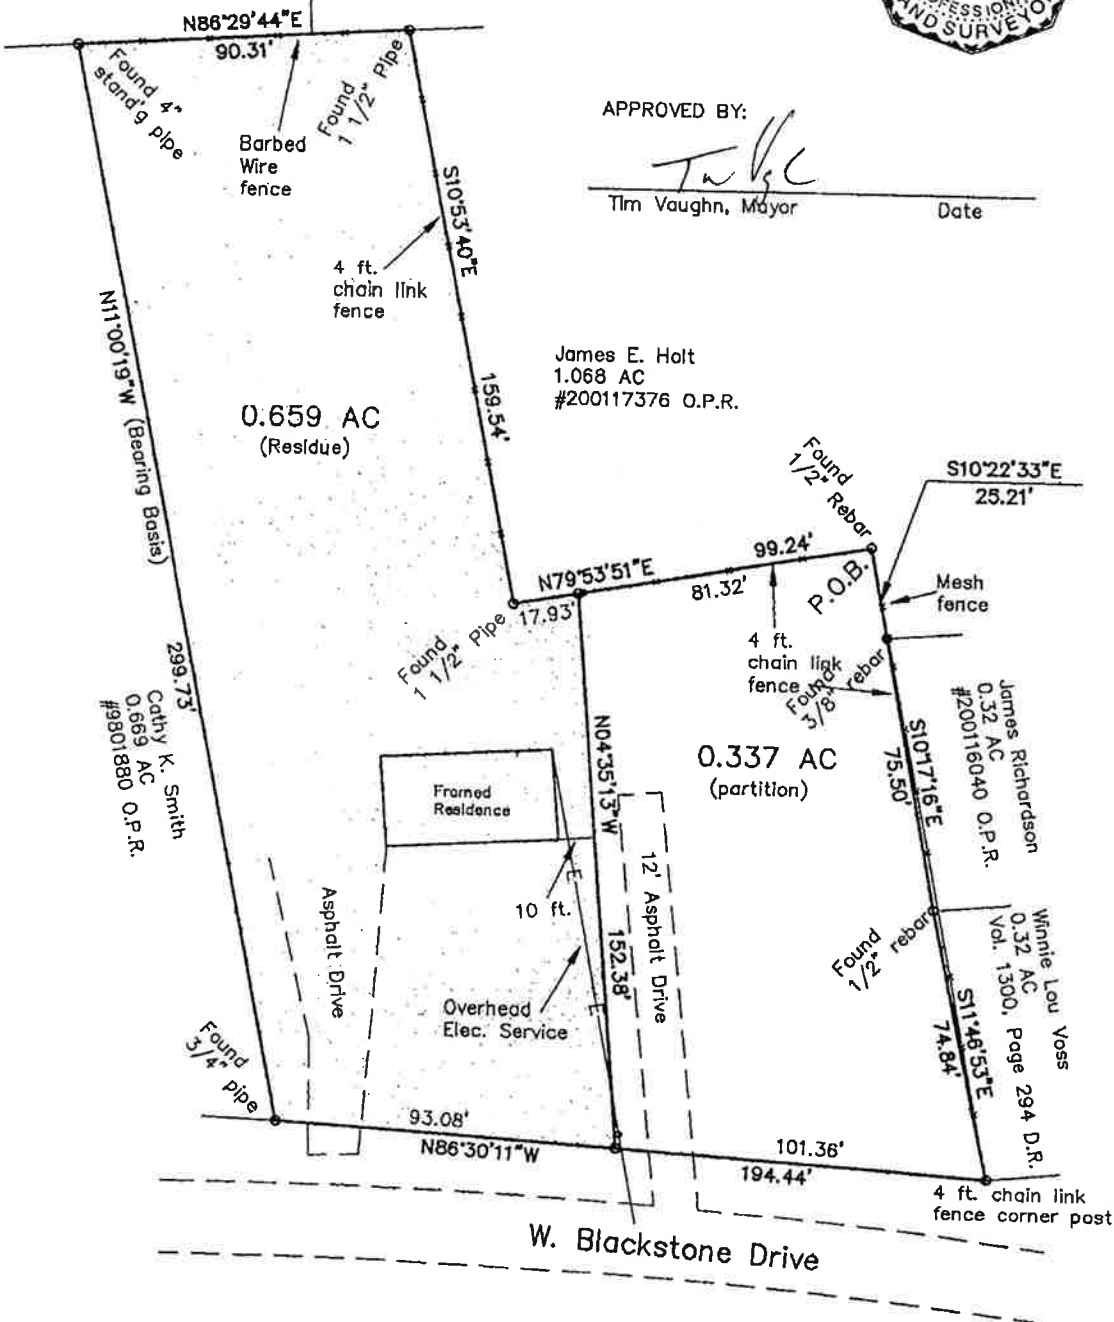 OFESSION
AND SURVEYO
N86°29'44"E
90.31'
Found 4"
stand'g pipe
Barbed
Wire
fence
Found
1 1/2" Pipe
APPROVED BY:
Tim Vaughn, Mayor
Date
S10°53'40"E
4 ft.
chain link
fence
159.54'
N11°00'19"W (Bearing Basis)
299.73'
0.659 AC
(Residue)
James E. Holt
1.068 AC
#200117376 O.P.R.
Found
1/2" Rebar
S10°22'33"E
25.21'
N79°53'51"E
99.24'
17.93'
81.32'
P.O.B.
Mesh
fence
Found
1 1/2" Pipe
4 ft.
chain link
fence
Found
3/8" rebar
Cathy K. Smith
0.669 AC
#9801880 O.P.R.
Framed
Residence
N04°35'13"W
152.38'
0.337 AC
(partition)
S10°17'16"E
75.50'
James Richardson
0.32 AC
#200116040 O.P.R.
Asphalt Drive
10 ft.
12' Asphalt Drive
E
E
Overhead
Elec. Service
Found
1/2" rebar
Winnie Lou Voss
0.32 AC
Vol. 1300, Page 294 D.R.
S11°46'53"E
74.84'
Found
3/4" pipe
93.08'
N86°30'11"W
101.36'
194.44'
4 ft. chain link
fence corner post
W. Blackstone Drive